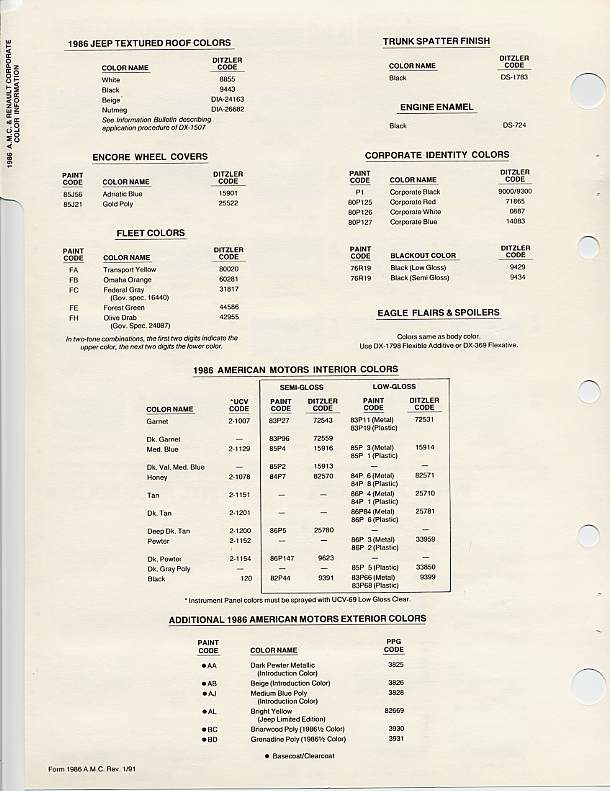 1986 A.M.C. & RENAULT CORPORATE
COLOR INFORMATION
1986 JEEP TEXTURED ROOF COLORS
COLOR NAME DITZLER CODE
White 8855
Black 9443
Beige DIA-24163
Nutmeg DIA-26682
See Information Bulletin describing
application procedure of DX-1507
TRUNK SPATTER FINISH
COLOR NAME DITZLER CODE
Black DS-1783
ENGINE ENAMEL
Black DS-724
ENCORE WHEEL COVERS
PAINT CODE COLOR NAME DITZLER CODE
85J56 Adriatic Blue 15901
85J21 Gold Poly 25522
CORPORATE IDENTITY COLORS
PAINT CODE COLOR NAME DITZLER CODE
P1 Corporate Black 9000/9300
80P125 Corporate Red 71865
80P126 Corporate White 0887
80P127 Corporate Blue 14083
FLEET COLORS
PAINT CODE COLOR NAME DITZLER CODE
FA Transport Yellow 80020
FB Omaha Orange 60281
FC Federal Gray 31817
(Gov. spec. 16440)
FE Forest Green 44586
FH Olive Drab 42955
(Gov. Spec. 24087)
In two-tone combinations, the first two digits indicate the
upper color, the next two digits the lower color.
PAINT CODE BLACKOUT COLOR DITZLER CODE
76R19 Black (Low Gloss) 9429
76R19 Black (Semi Gloss) 9434
EAGLE FLAIRS & SPOILERS
Colors same as body color.
Use DX-1798 Flexible Additive or DX-369 Flexative.
1986 AMERICAN MOTORS INTERIOR COLORS
SEMI-GLOSS LOW-GLOSS
COLOR NAME *UCV CODE PAINT CODE DITZLER CODE PAINT CODE DITZLER CODE
Garnet 2-1007 83P27 72543 83P11 (Metal) 72531
83P19 (Plastic)
Dk. Garnet — 83P96 72559
Med. Blue 2-1129 85P4 15916 85P 3 (Metal) 15914
85P 1 (Plastic)
Dk. Val. Med. Blue — 85P2 15913 — —
Honey 2-1078 84P7 82570 84P 6 (Metal) 82571
84P 8 (Plastic)
Tan 2-1151 — — 86P 4 (Metal) 25710
84P 1 (Plastic)
Dk. Tan 2-1201 — — 86P84 (Metal) 25781
86P 6 (Plastic)
Deep Dk. Tan 2-1200 86P5 25780 — —
Pewter 2-1152 — — 86P 3 (Metal) 33959
86P 2 (Plastic)
Dk. Pewter 2-1154 86P147 9623 — —
Dk. Gray Poly — — — 85P 5 (Plastic) 33850
Black 120 82P44 9391 83P66 (Metal) 9399
83P68 (Plastic)
* Instrument Panel colors must be sprayed with UCV-69 Low Gloss Clear.
ADDITIONAL 1986 AMERICAN MOTORS EXTERIOR COLORS
PAINT CODE COLOR NAME PPG CODE
● AA Dark Pewter Metallic 3825
(Introduction Color)
● AB Beige (Introduction Color) 3826
● AJ Medium Blue Poly 3828
(Introduction Color)
● AL Bright Yellow 82669
(Jeep Limited Edition)
● BC Briarwood Poly (1986½ Color) 3930
● BD Grenadine Poly (1986½ Color) 3931
● Basecoat/Clearcoat
Form 1986 A.M.C. Rev. 1/91